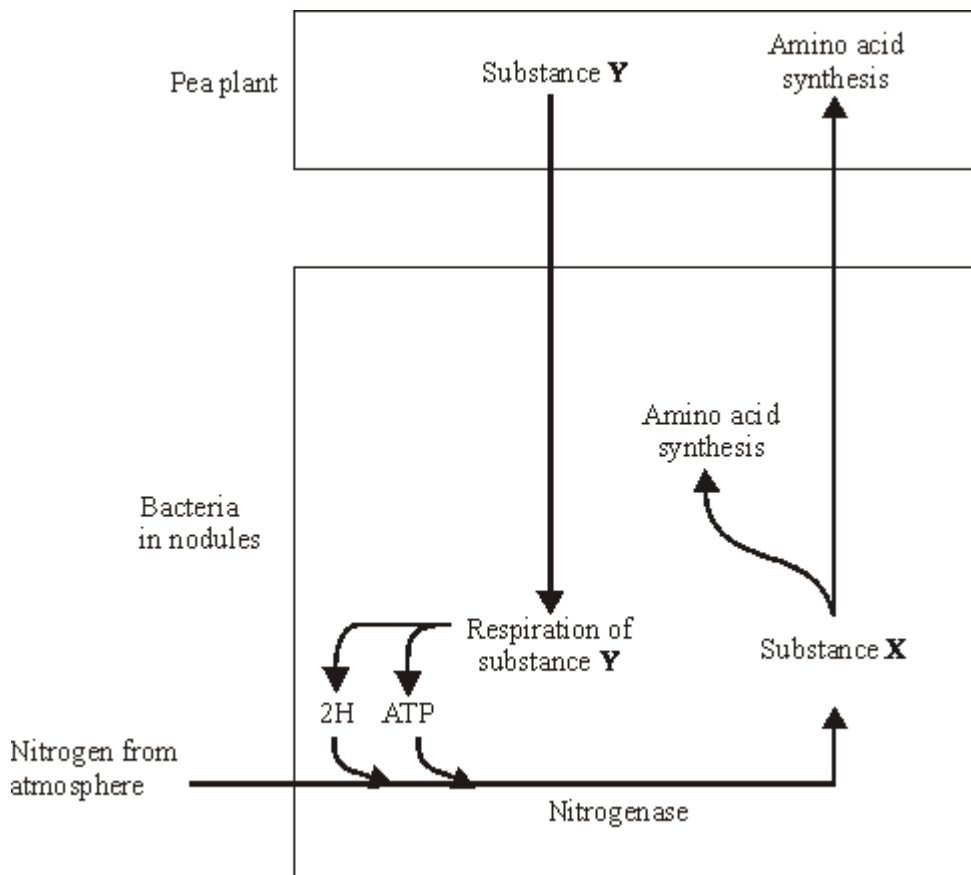 Pea plant
Substance Y
Amino acid
synthesis
Amino acid
synthesis
Bacteria
in nodules
Respiration of
substance Y
Substance X
2H
ATP
Nitrogen from
atmosphere
Nitrogenase